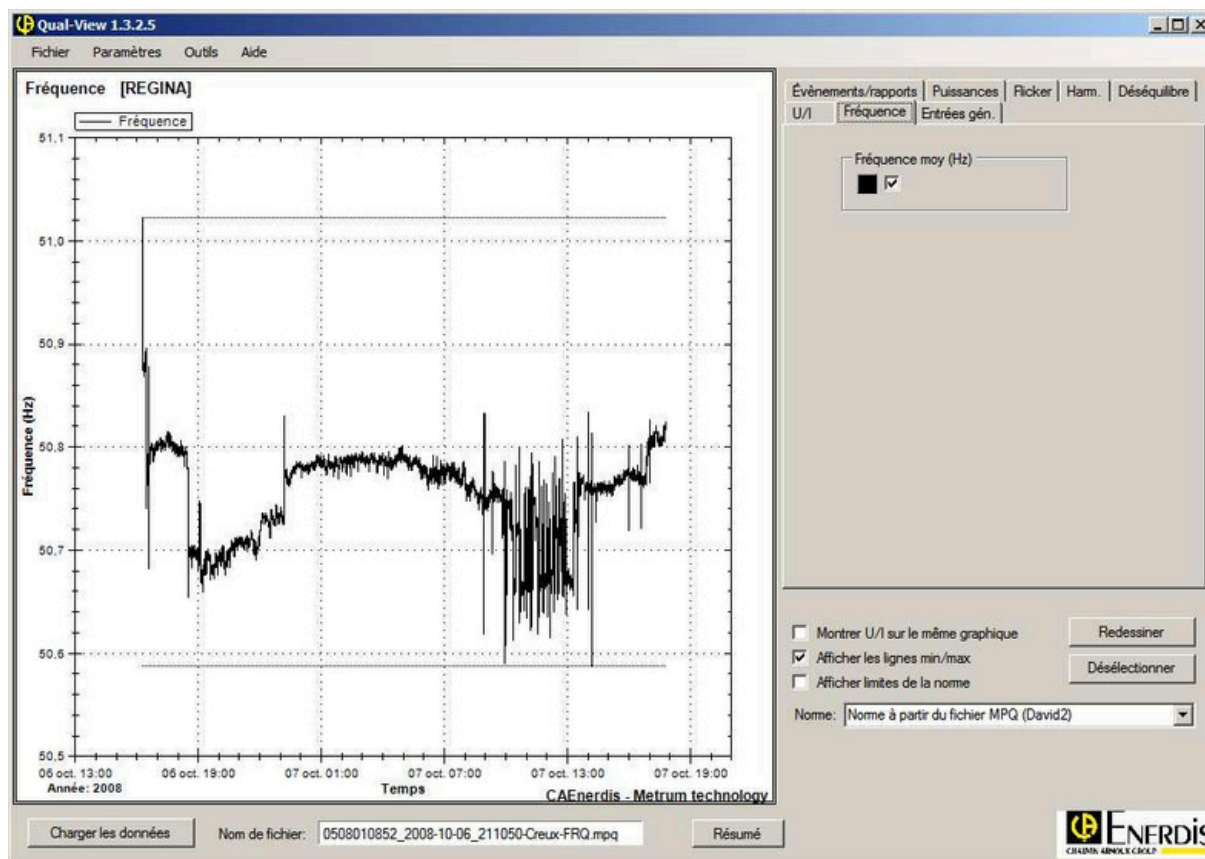 Qual-View 1.3.2.5
Fichier Paramètres Outils Aide
Fréquence [REGINA]
Fréquence
51,1
51,0
50,9
50,8
50,7
50,6
50,5
Fréquence (Hz)
06 oct. 13:00 06 oct. 19:00 07 oct. 01:00 07 oct. 07:00 07 oct. 13:00 07 oct. 19:00
Année: 2008 Temps
CAEnerdis - Metrum technology
Évènements/rapports Puissances Flicker Harm. Déséquilibre
U/I Fréquence Entrées gén.
Fréquence moy (Hz)
Montrer U/I sur le même graphique Redessiner
Afficher les lignes min/max Désélectionner
Afficher limites de la norme
Norme: Norme à partir du fichier MPQ (David2)
Charger les données Nom de fichier: 0508010852_2008-10-06_211050-Creux-FRQ.mpq Résumé
ENERDIS
CHAUVIN ARNOUX GROUP